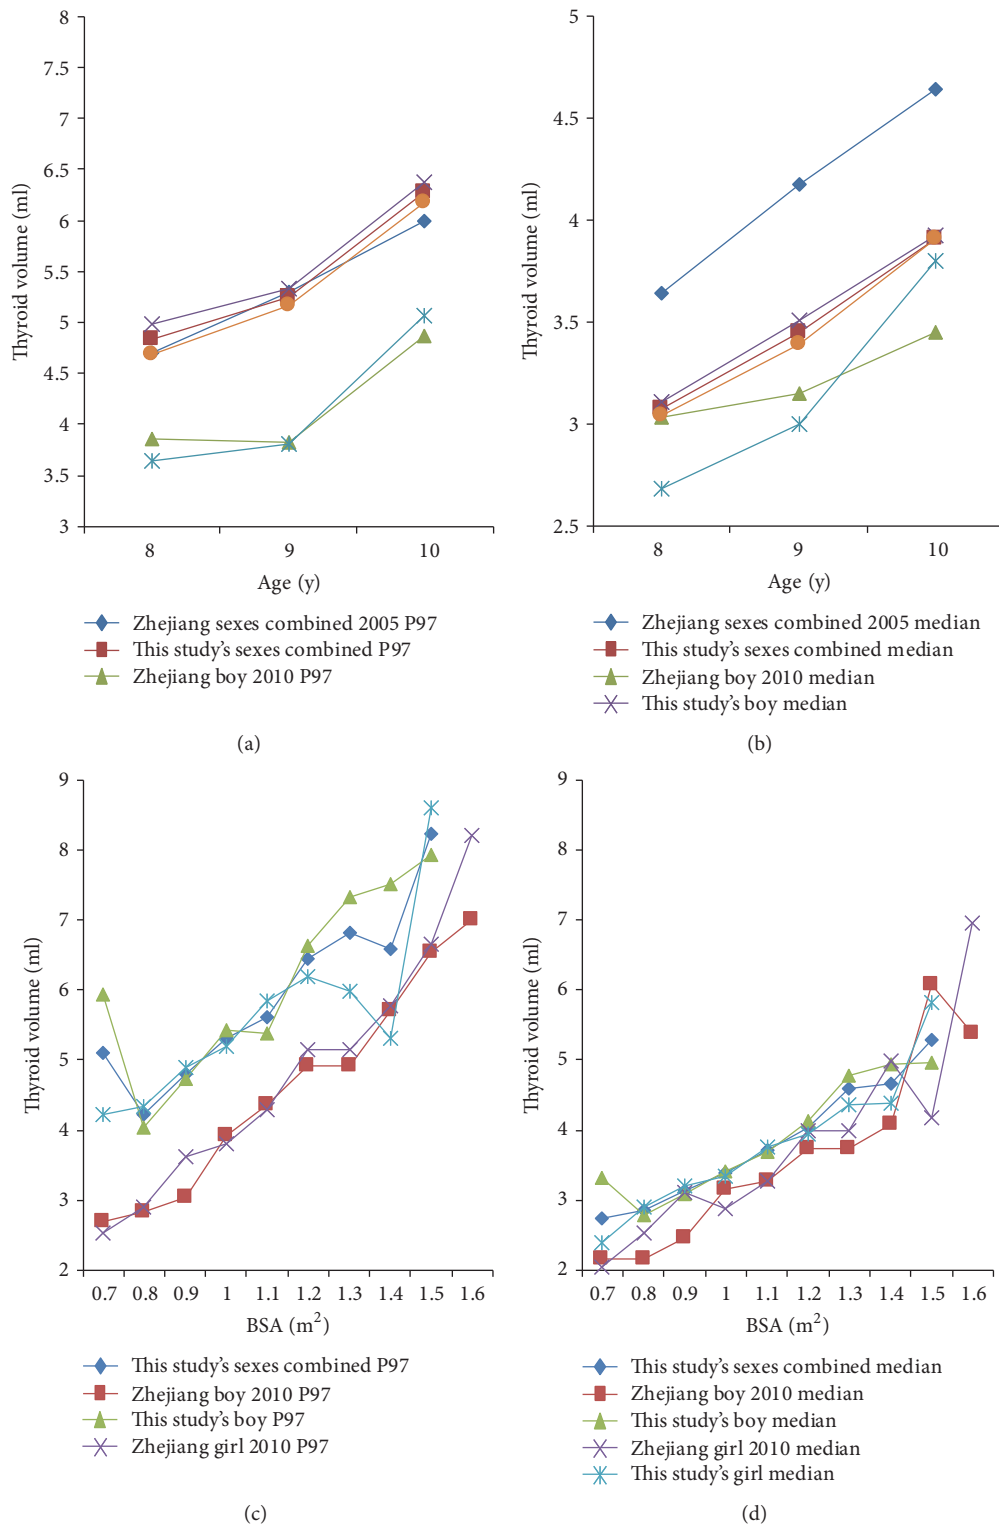 8
7.5
7
6.5
6
5.5
5
4.5
4
3.5
3
Thyroid volume (ml)
8 9 10
Age (y)
Zhejiang sexes combined 2005 P97
This study's sexes combined P97
Zhejiang boy 2010 P97
(a)
5
4.5
4
3.5
3
2.5
Thyroid volume (ml)
8 9 10
Age (y)
Zhejiang sexes combined 2005 median
This study's sexes combined median
Zhejiang boy 2010 median
This study's boy median
(b)
9
8
7
6
5
4
3
2
Thyroid volume (ml)
0.7 0.8 0.9 1 1.1 1.2 1.3 1.4 1.5 1.6
BSA (m²)
This study's sexes combined P97
Zhejiang boy 2010 P97
This study's boy P97
Zhejiang girl 2010 P97
(c)
9
8
7
6
5
4
3
2
Thyroid volume (ml)
0.7 0.8 0.9 1 1.1 1.2 1.3 1.4 1.5 1.6
BSA (m²)
This study's sexes combined median
Zhejiang boy 2010 median
This study's boy median
Zhejiang girl 2010 median
This study's girl median
(d)